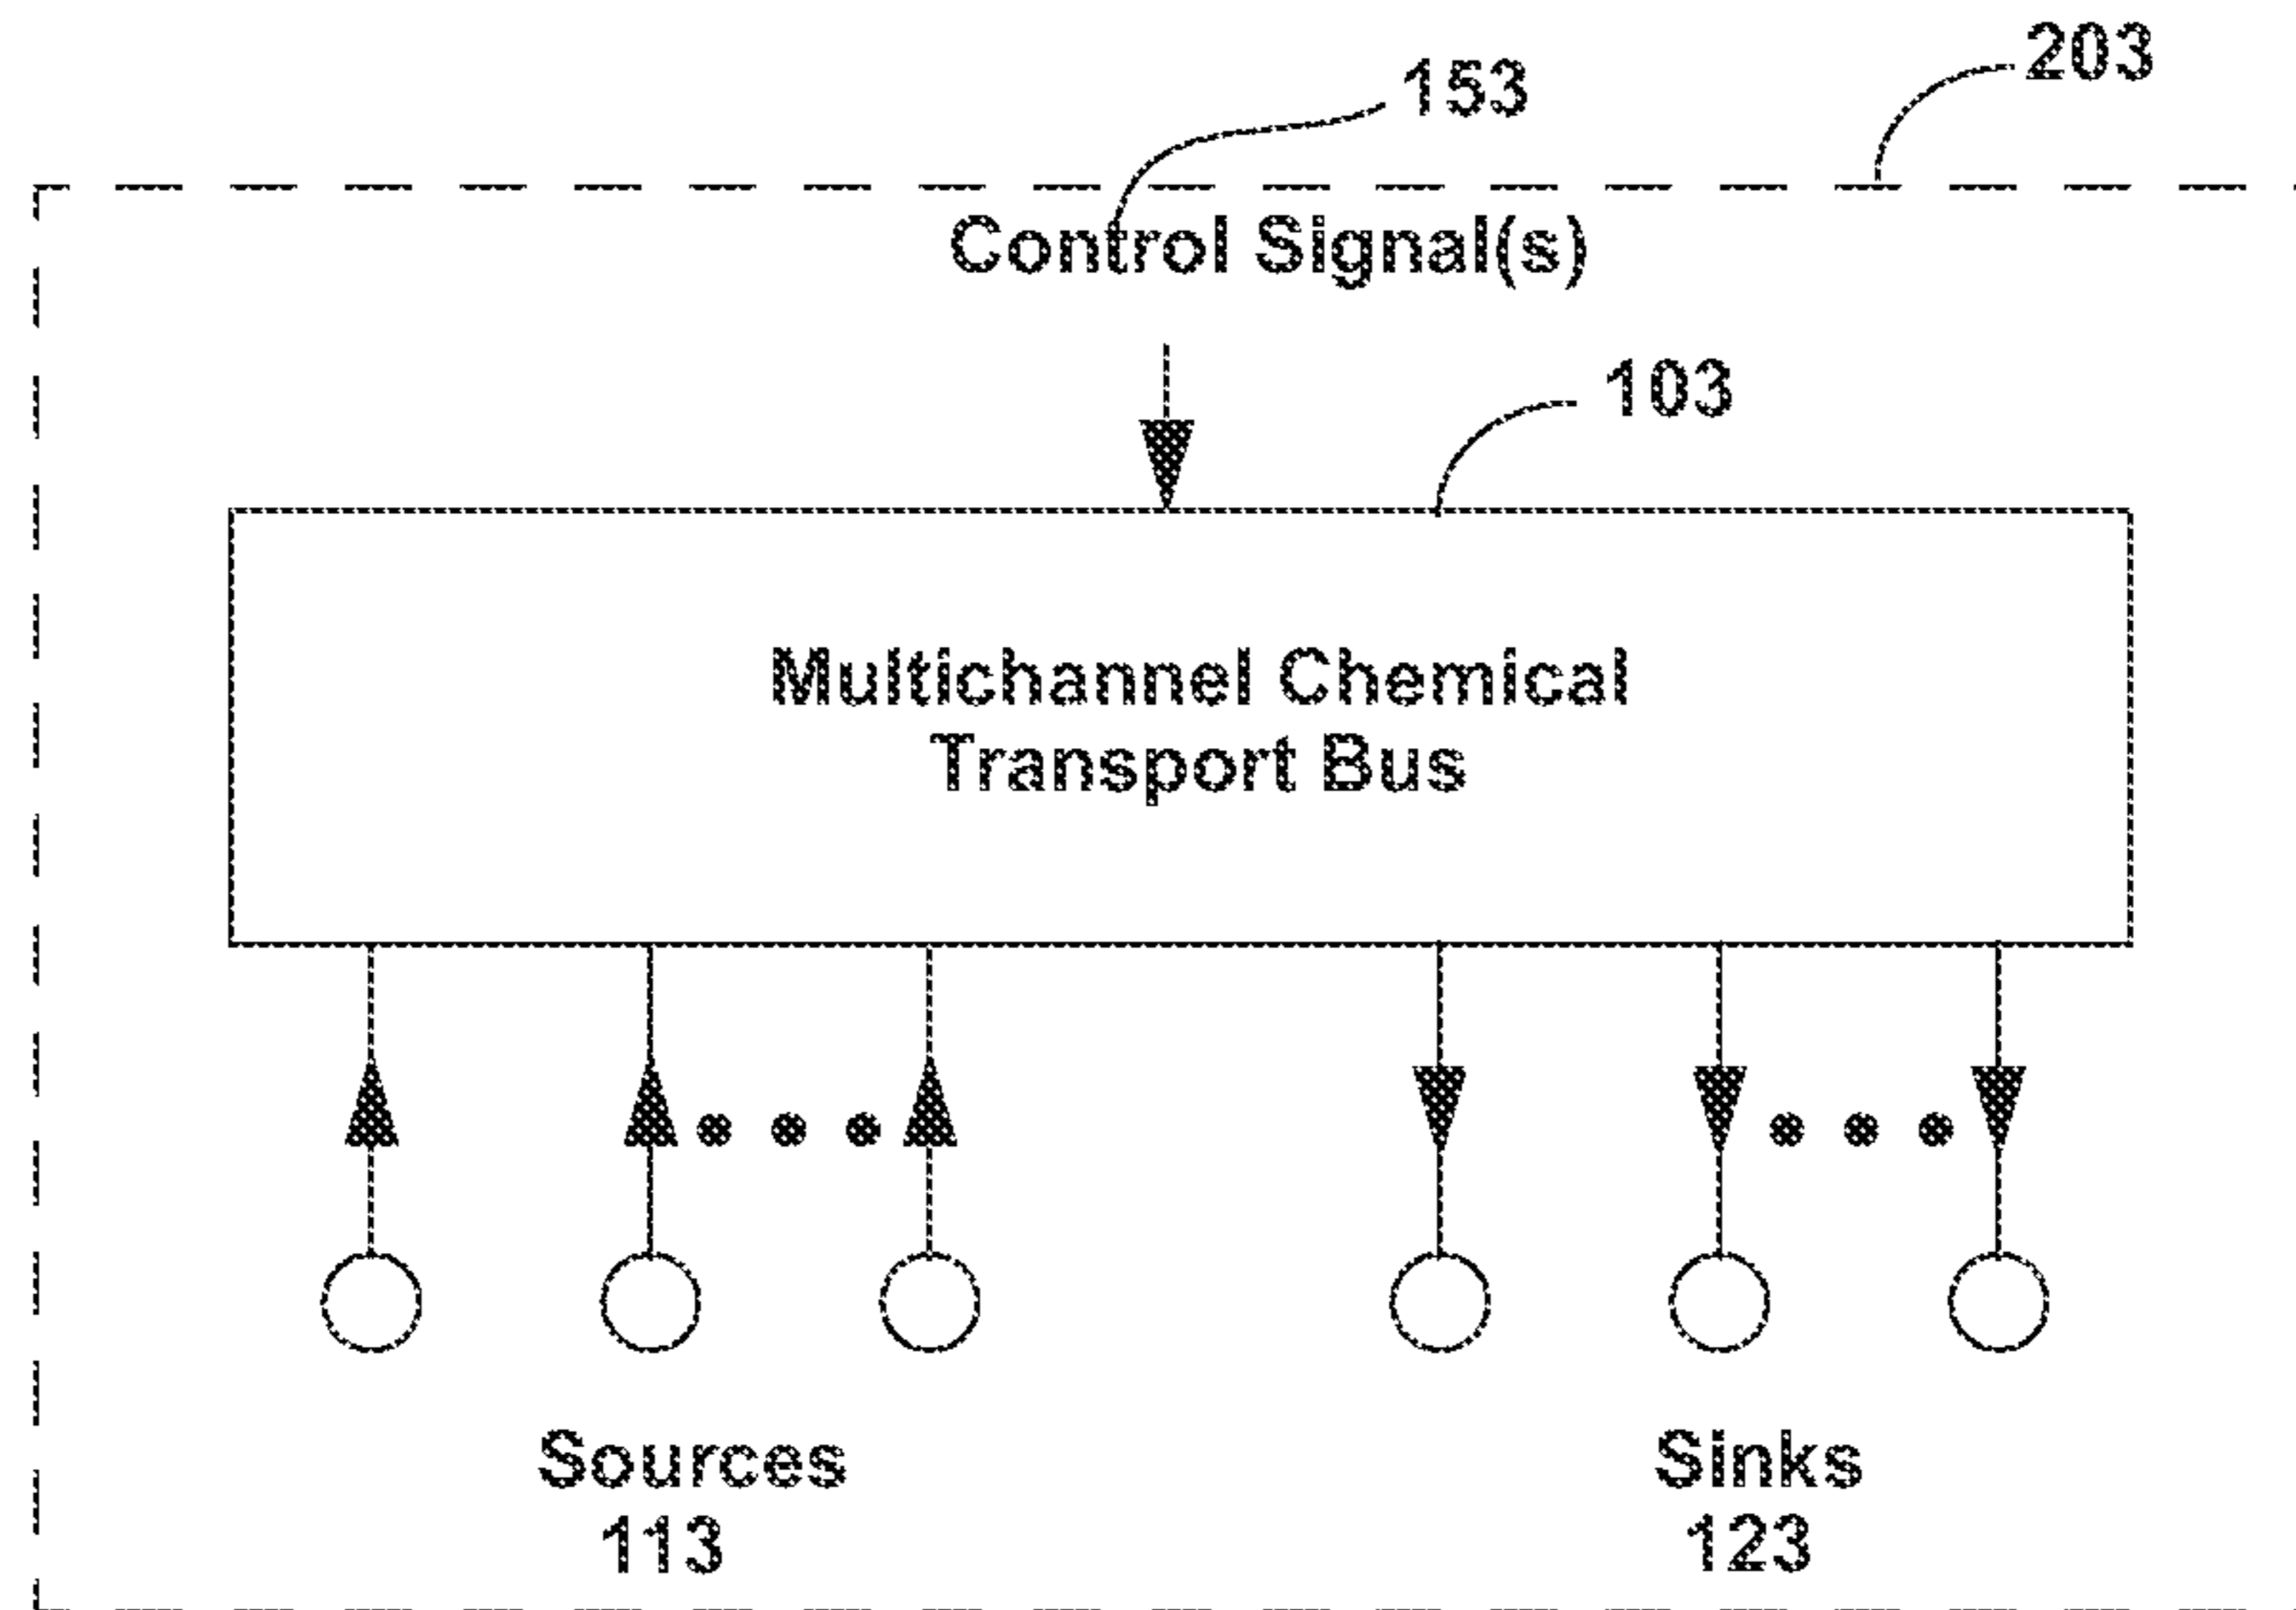 203
153
Control Signal(s)
103
Multichannel Chemical
Transport Bus
Sources
113
Sinks
123